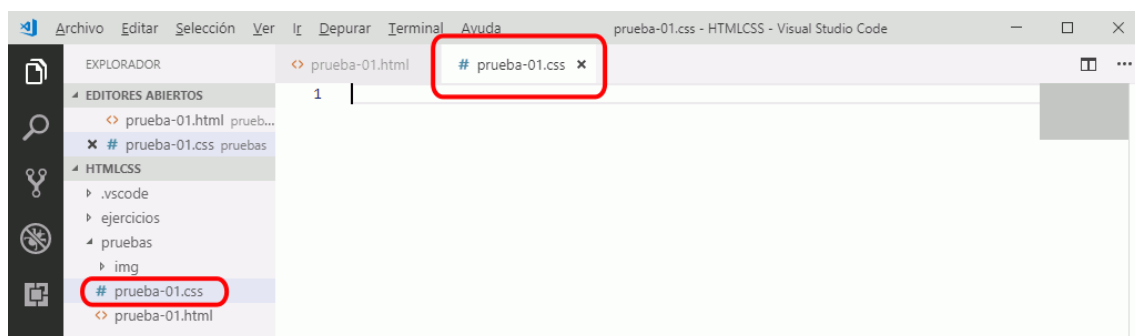 Archivo Editar Selección Ver Ir Depurar Terminal Ayuda prueba-01.css - HTMLCSS - Visual Studio Code
EXPLORADOR
<> prueba-01.html # prueba-01.css ×
EDITORES ABIERTOS
1
<> prueba-01.html prueb...
× # prueba-01.css pruebas
HTMLCSS
.vscode
ejercicios
pruebas
img
# prueba-01.css
<> prueba-01.html